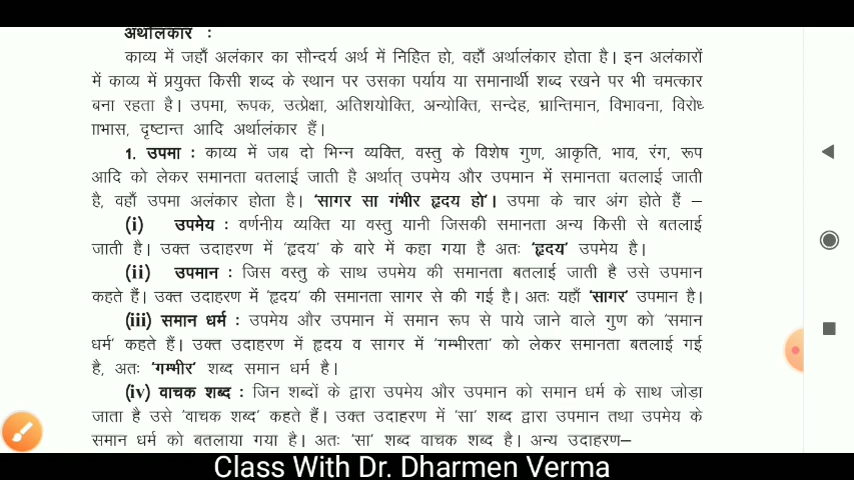 अर्थालंकार :
काव्य में जहाँ अलंकार का सौन्दर्य अर्थ में निहित हो, वहाँ अर्थालंकार होता है। इन अलंकारों
में काव्य में प्रयुक्त किसी शब्द के स्थान पर उसका पर्याय या समानार्थी शब्द रखने पर भी चमत्कार
बना रहता है। उपमा, रूपक, उत्प्रेक्षा, अतिशयोक्ति, अन्योक्ति, सन्देह, भ्रान्तिमान, विभावना, विरोध
ाभास, दृष्टान्त आदि अर्थालंकार हैं।
1. उपमा : काव्य में जब दो भिन्न व्यक्ति, वस्तु के विशेष गुण, आकृति, भाव, रंग, रूप
आदि को लेकर समानता बतलाई जाती है अर्थात् उपमेय और उपमान में समानता बतलाई जाती
है, वहाँ उपमा अलंकार होता है। 'सागर सा गंभीर हृदय हो'। उपमा के चार अंग होते हैं –
(i) उपमेय : वर्णनीय व्यक्ति या वस्तु यानी जिसकी समानता अन्य किसी से बतलाई
जाती है। उक्त उदाहरण में 'हृदय' के बारे में कहा गया है अतः 'हृदय' उपमेय है।
(ii) उपमान : जिस वस्तु के साथ उपमेय की समानता बतलाई जाती है उसे उपमान
कहते हैं। उक्त उदाहरण में 'हृदय' की समानता सागर से की गई है। अतः यहाँ 'सागर' उपमान है।
(iii) समान धर्म : उपमेय और उपमान में समान रूप से पाये जाने वाले गुण को 'समान
धर्म' कहते हैं। उक्त उदाहरण में हृदय व सागर में 'गम्भीरता' को लेकर समानता बतलाई गई
है, अतः 'गम्भीर' शब्द समान धर्म है।
(iv) वाचक शब्द : जिन शब्दों के द्वारा उपमेय और उपमान को समान धर्म के साथ जोड़ा
जाता है उसे 'वाचक शब्द' कहते हैं। उक्त उदाहरण में 'सा' शब्द द्वारा उपमान तथा उपमेय के
समान धर्म को बतलाया गया है। अतः 'सा' शब्द वाचक शब्द है। अन्य उदाहरण–
Class With Dr. Dharmen Verma